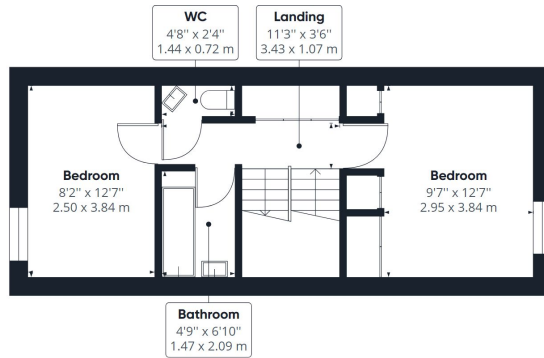 WC
4'8" x 2'4"
1.44 x 0.72 m
Landing
11'3" x 3'6"
3.43 x 1.07 m
Bedroom
8'2" x 12'7"
2.50 x 3.84 m
Bedroom
9'7" x 12'7"
2.95 x 3.84 m
Bathroom
4'9" x 6'10"
1.47 x 2.09 m